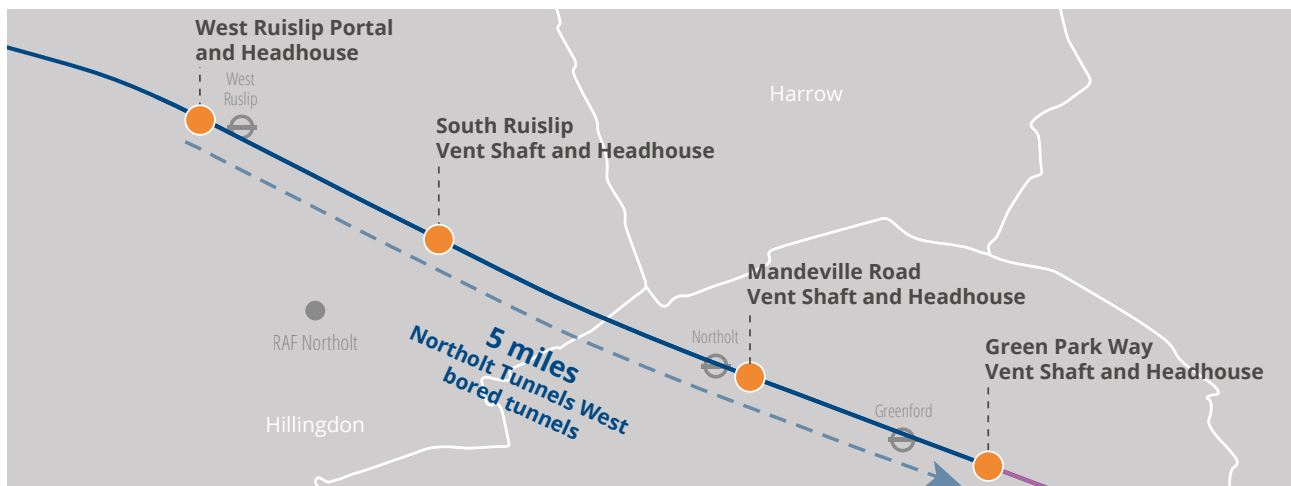 West Ruislip Portal
and Headhouse
West
Ruslip
Harrow
South Ruislip
Vent Shaft and Headhouse
Mandeville Road
Vent Shaft and Headhouse
RAF Northolt
5 miles
Northolt Tunnels West
bored tunnels
Northolt
Green Park Way
Vent Shaft and Headhouse
Greenford
Hillingdon